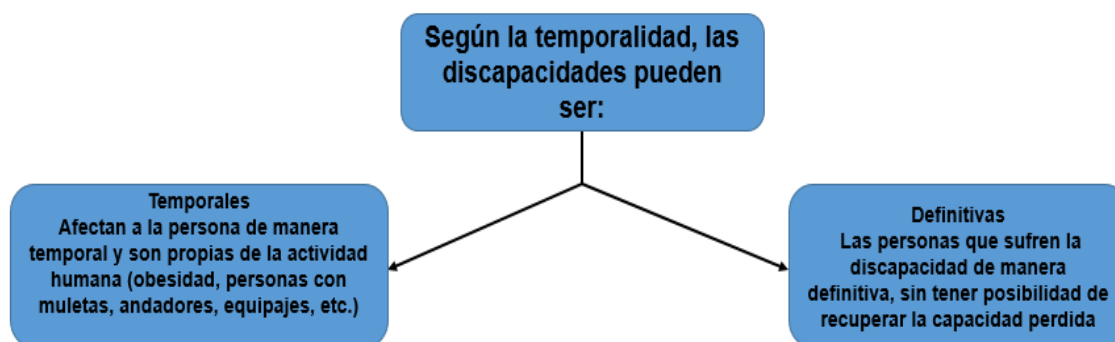 Según la temporalidad, las
discapacidades pueden
ser:
Temporales
Afectan a la persona de manera
temporal y son propias de la actividad
humana (obesidad, personas con
muletas, andadores, equipajes, etc.)
Definitivas
Las personas que sufren la
discapacidad de manera
definitiva, sin tener posibilidad de
recuperar la capacidad perdida